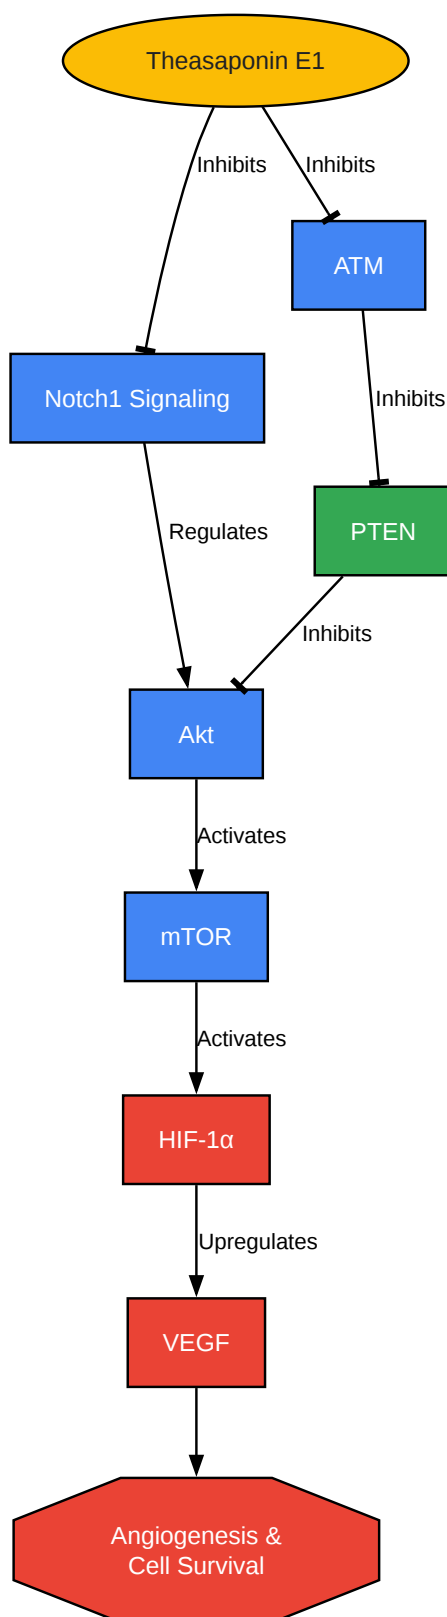 Theasaponin E1
Inhibits
Inhibits
ATM
Notch1 Signaling
Inhibits
PTEN
Regulates
Inhibits
Akt
Activates
mTOR
Activates
HIF-1α
Upregulates
VEGF
Angiogenesis &
Cell Survival